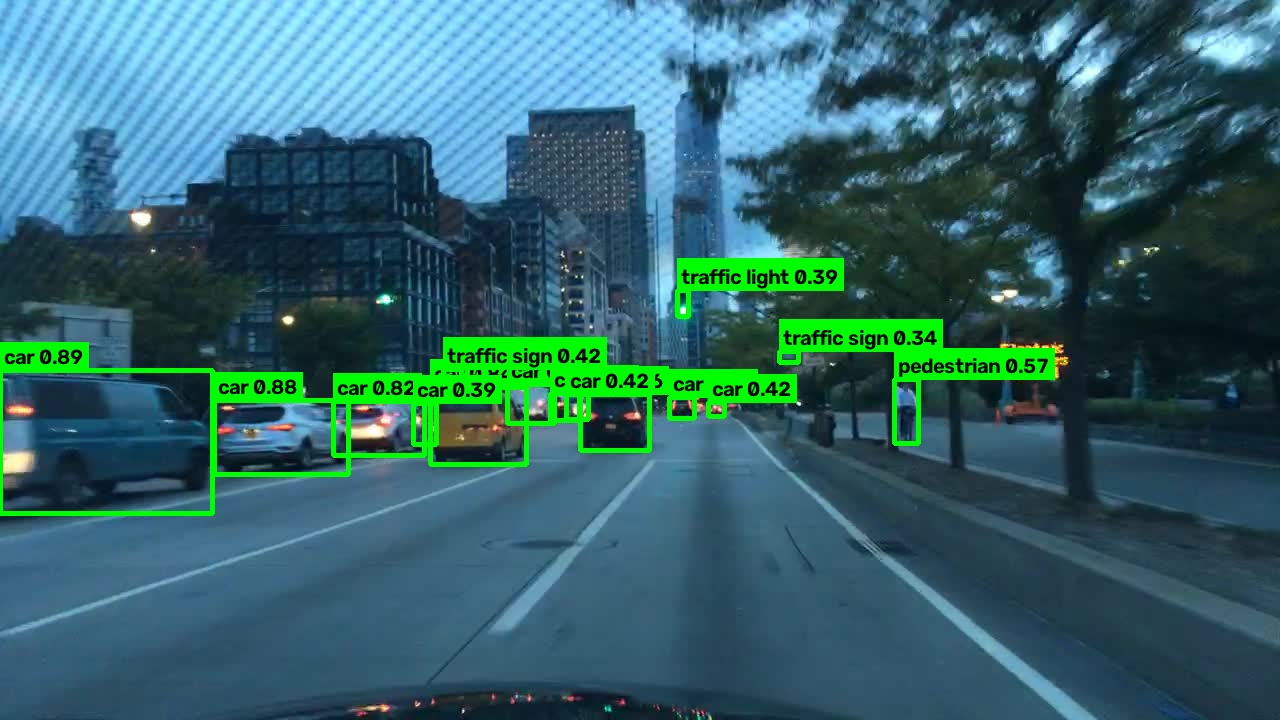 traffic light 0.39
traffic sign 0.34
traffic sign 0.42
car 0.89
pedestrian 0.57
car 0.88
car 0.82
car 0.39
car 0.42
car
car 0.42